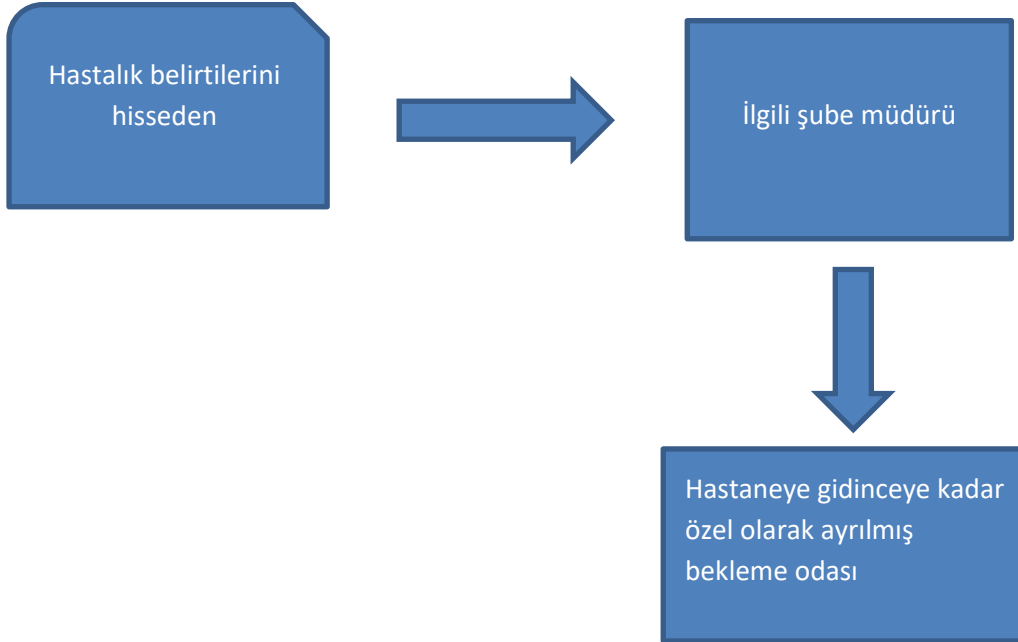 Hastalık belirtilerini
hisseden
İlgili şube müdürü
Hastaneye gidinceye kadar
özel olarak ayrılmış
bekleme odası